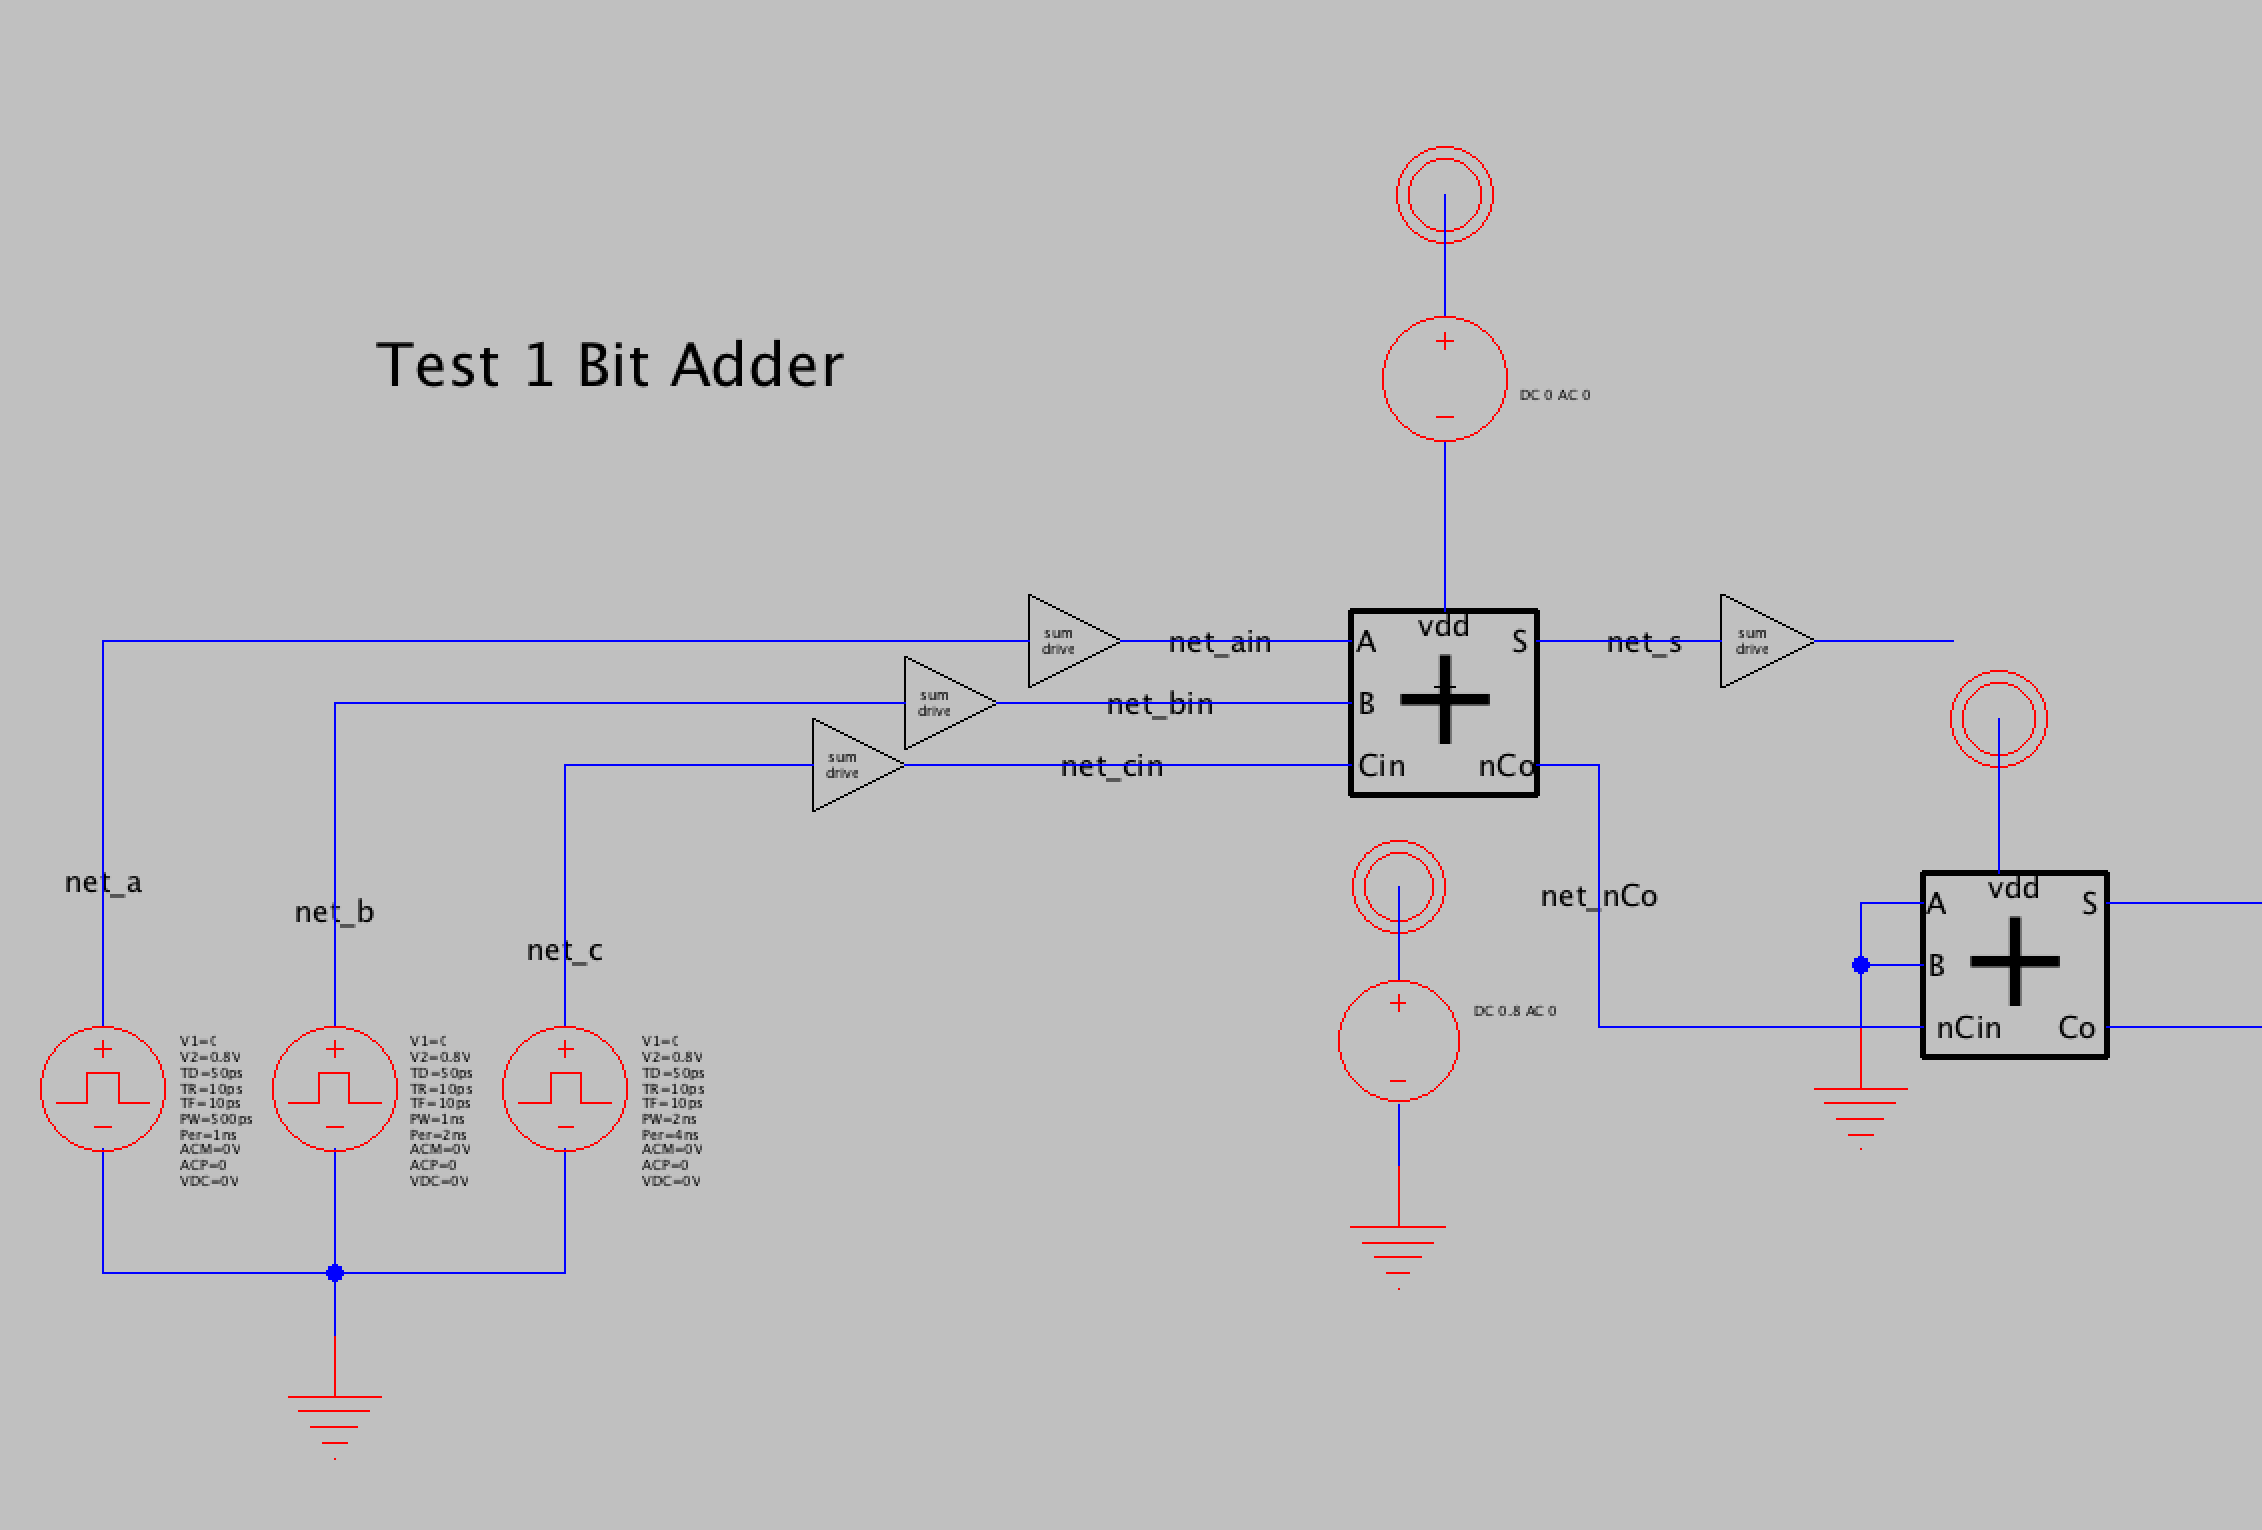 Test 1 Bit Adder
DC 0 AC 0
sum
drive
net_ain
A
vdd
S
net_s
sum
drive
sum
drive
net_bin
B
sum
drive
net_cin
Cin
nCo
net_a
net_b
net_c
net_nCo
A
vdd
S
B
nCin
Co
DC 0.8 AC 0
V1=
V2=0.8V
TD=50ps
TR=10ps
TF=10ps
PW=500ps
Per=1ns
ACM=0V
ACP=0
VDC=0V
V1=
V2=0.8V
TD=50ps
TR=10ps
TF=10ps
PW=1ns
Per=2ns
ACM=0V
ACP=0
VDC=0V
V1=
V2=0.8V
TD=50ps
TR=10ps
TF=10ps
PW=2ns
Per=4ns
ACM=0V
ACP=0
VDC=0V